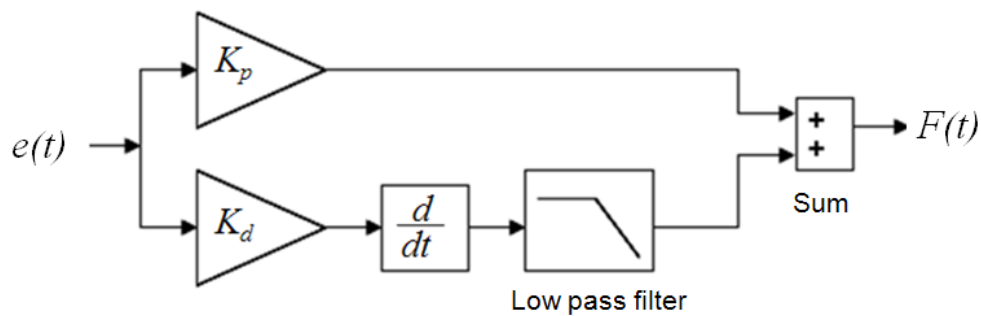 K_p
e(t)
+
+
F(t)
Sum
K_d
d
dt
Low pass filter